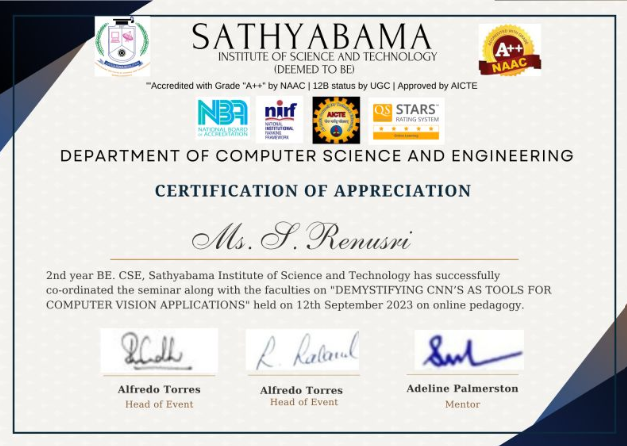 SATHYABAMA
INSTITUTE OF SCIENCE AND TECHNOLOGY
(DEEMED TO BE)
""Accredited with Grade "A++" by NAAC | 12B status by UGC | Approved by AICTE
A++
NAAC
NBA
NATIONAL BOARD
of ACCREDITATION
nirf
NATIONAL
INSTITUTIONAL
RANKING
FRAMEWORK
AICTE
QS STARS
RATING SYSTEM
DEPARTMENT OF COMPUTER SCIENCE AND ENGINEERING
CERTIFICATION OF APPRECIATION
Ms. S. Renusri
2nd year BE. CSE, Sathyabama Institute of Science and Technology has successfully
co-ordinated the seminar along with the faculties on "DEMYSTIFYING CNN'S AS TOOLS FOR
COMPUTER VISION APPLICATIONS" held on 12th September 2023 on online pedagogy.
Alfredo Torres
Head of Event
Alfredo Torres
Head of Event
Adeline Palmerston
Mentor